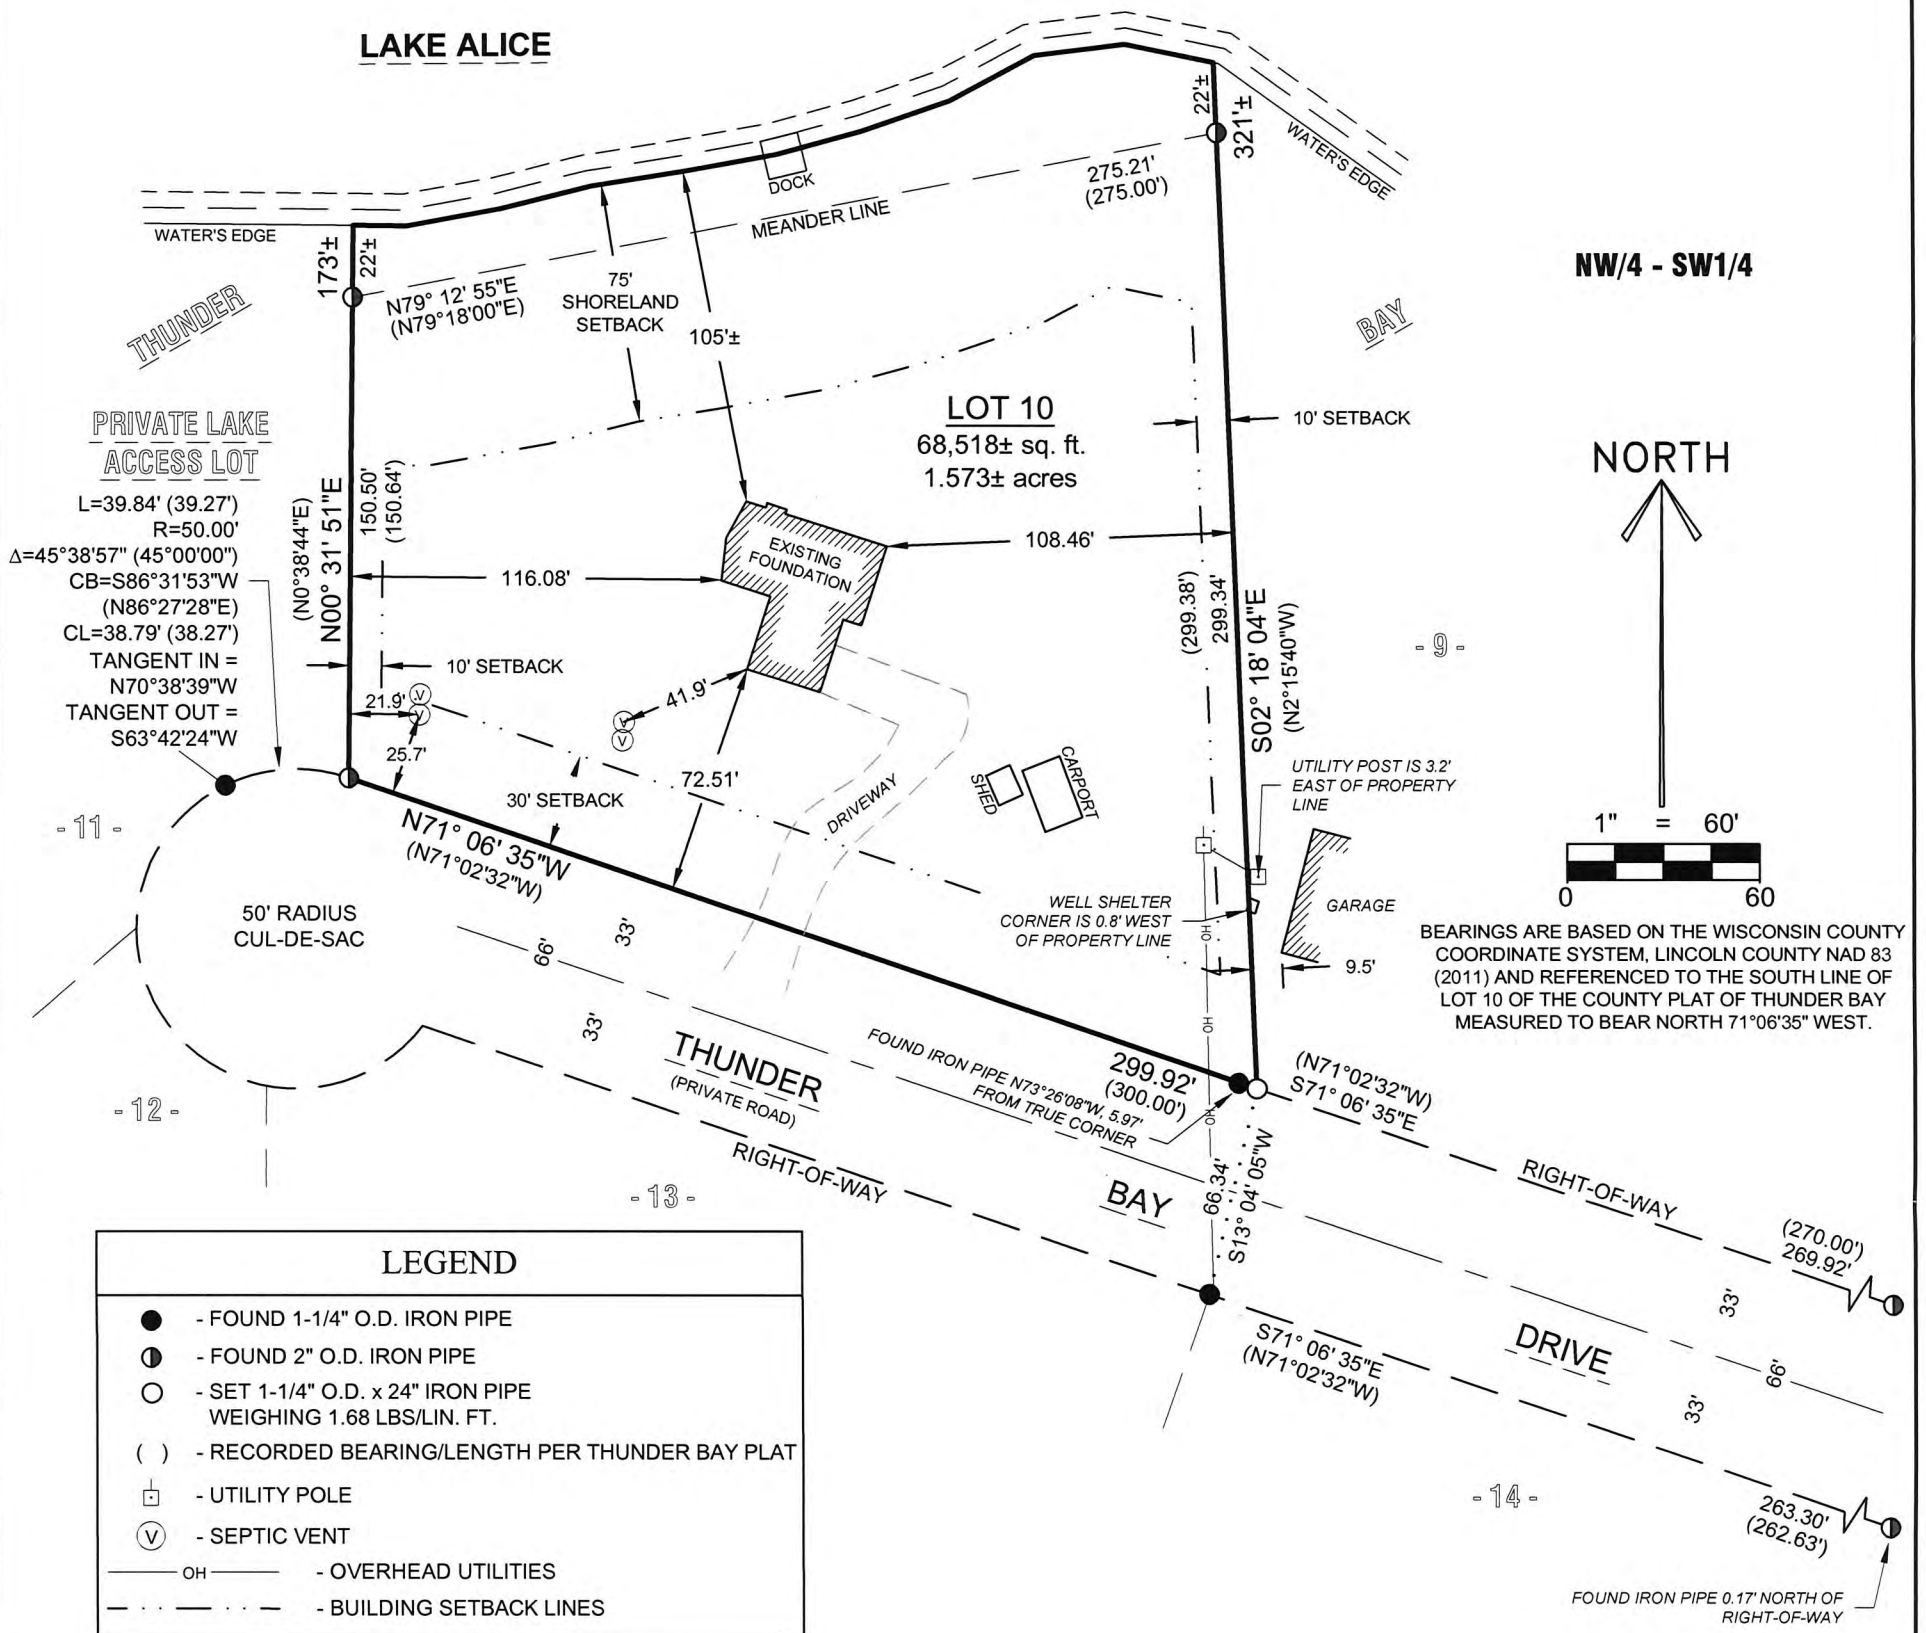 LAKE ALICE
WATER'S EDGE
173'±
22'±
THUNDER
N79° 12' 55"E
(N79°18'00"E)
75'
SHORELAND
SETBACK
105'±
DOCK
MEANDER LINE
275.21'
(275.00')
22'±
321'±
WATER'S EDGE
BAY
NW/4 - SW1/4
PRIVATE LAKE
ACCESS LOT
L=39.84' (39.27')
R=50.00'
Δ=45°38'57" (45°00'00")
CB=S86°31'53"W
(N86°27'28"E)
CL=38.79' (38.27')
TANGENT IN =
N70°38'39"W
TANGENT OUT =
S63°42'24"W
(N0°38'44"E)
N00° 31' 51"E
150.50'
(150.64')
LOT 10
68,518± sq. ft.
1.573± acres
10' SETBACK
EXISTING
FOUNDATION
116.08'
108.46'
10' SETBACK
21.9'
V
V
25.7'
41.9'
V
V
30' SETBACK
72.51'
DRIVEWAY
SHED
CARPORT
(299.38')
299.34'
S02° 18' 04"E
(N2°15'40"W)
- 9 -
NORTH
1" = 60'
0 60
UTILITY POST IS 3.2'
EAST OF PROPERTY
LINE
WELL SHELTER
CORNER IS 0.8' WEST
OF PROPERTY LINE
GARAGE
9.5'
OH
OH
OH
BEARINGS ARE BASED ON THE WISCONSIN COUNTY
COORDINATE SYSTEM, LINCOLN COUNTY NAD 83
(2011) AND REFERENCED TO THE SOUTH LINE OF
LOT 10 OF THE COUNTY PLAT OF THUNDER BAY
MEASURED TO BEAR NORTH 71°06'35" WEST.
- 11 -
N71° 06' 35"W
(N71°02'32"W)
50' RADIUS
CUL-DE-SAC
66'
33'
33'
THUNDER
(PRIVATE ROAD)
RIGHT-OF-WAY
FOUND IRON PIPE N73°26'08"W, 5.97'
FROM TRUE CORNER
299.92'
(300.00')
(N71°02'32"W)
S71° 06' 35"E
RIGHT-OF-WAY
- 12 -
- 13 -
BAY
66.34'
S13° 04' 05"W
(270.00')
269.92'
33'
66'
33'
DRIVE
S71° 06' 35"E
(N71°02'32"W)
- 14 -
263.30'
(262.63')
FOUND IRON PIPE 0.17' NORTH OF
RIGHT-OF-WAY
LEGEND
- FOUND 1-1/4" O.D. IRON PIPE
- FOUND 2" O.D. IRON PIPE
- SET 1-1/4" O.D. x 24" IRON PIPE
WEIGHING 1.68 LBS/LIN. FT.
( ) - RECORDED BEARING/LENGTH PER THUNDER BAY PLAT
- UTILITY POLE
V - SEPTIC VENT
OH - OVERHEAD UTILITIES
- BUILDING SETBACK LINES